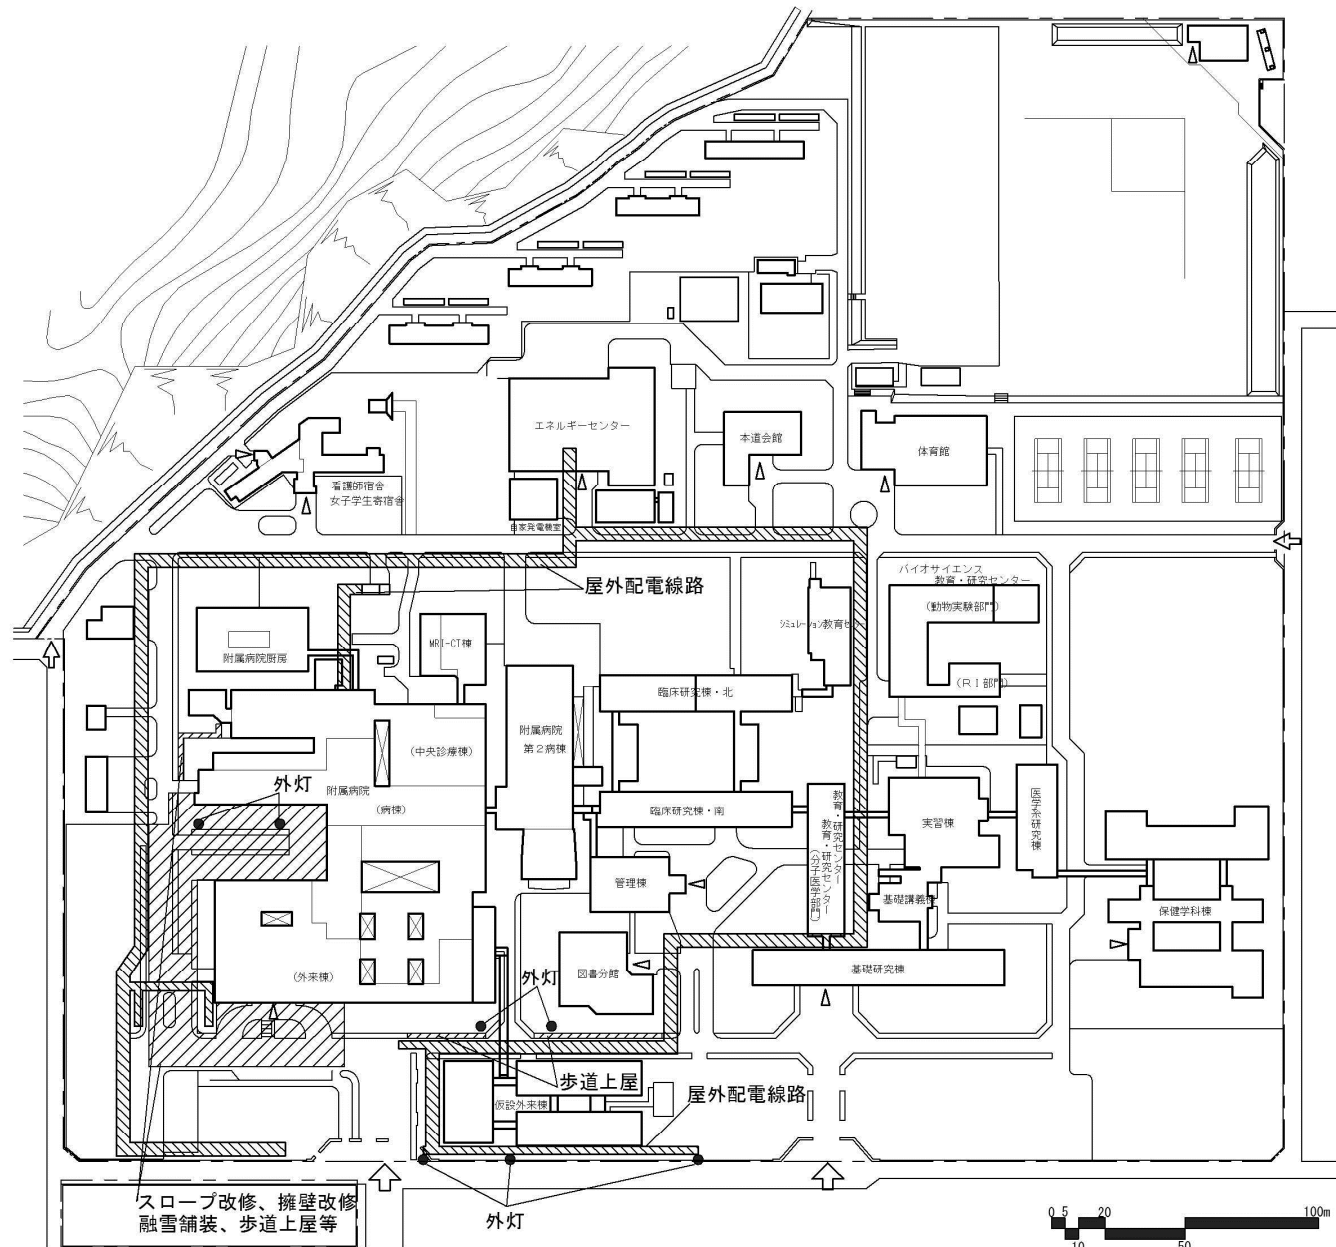 エネルギーセンター
本道会館
体育館
看護師宿舎
女子学生寄宿舎
自家発電機室
屋外配電線路
バイオサイエンス
教育・研究センター
(動物実験部門)
(ＲＩ部門)
シミュレーション教育センター
附属病院厨房
MRI-CT棟
臨床研究棟・北
附属病院
第２病棟
(中央診療棟)
外灯
附属病院
(病棟)
臨床研究棟・南
教育・研究センター
教育・研究センター
(分子医学部門)
実習棟
医学系研究棟
管理棟
基礎講義棟
保健学科棟
(外来棟)
図書分館
基礎研究棟
外灯
歩道上屋
仮設外来棟
屋外配電線路
スロープ改修、擁壁改修
融雪舗装、歩道上屋等
外灯
0 5 20 100m
10 50